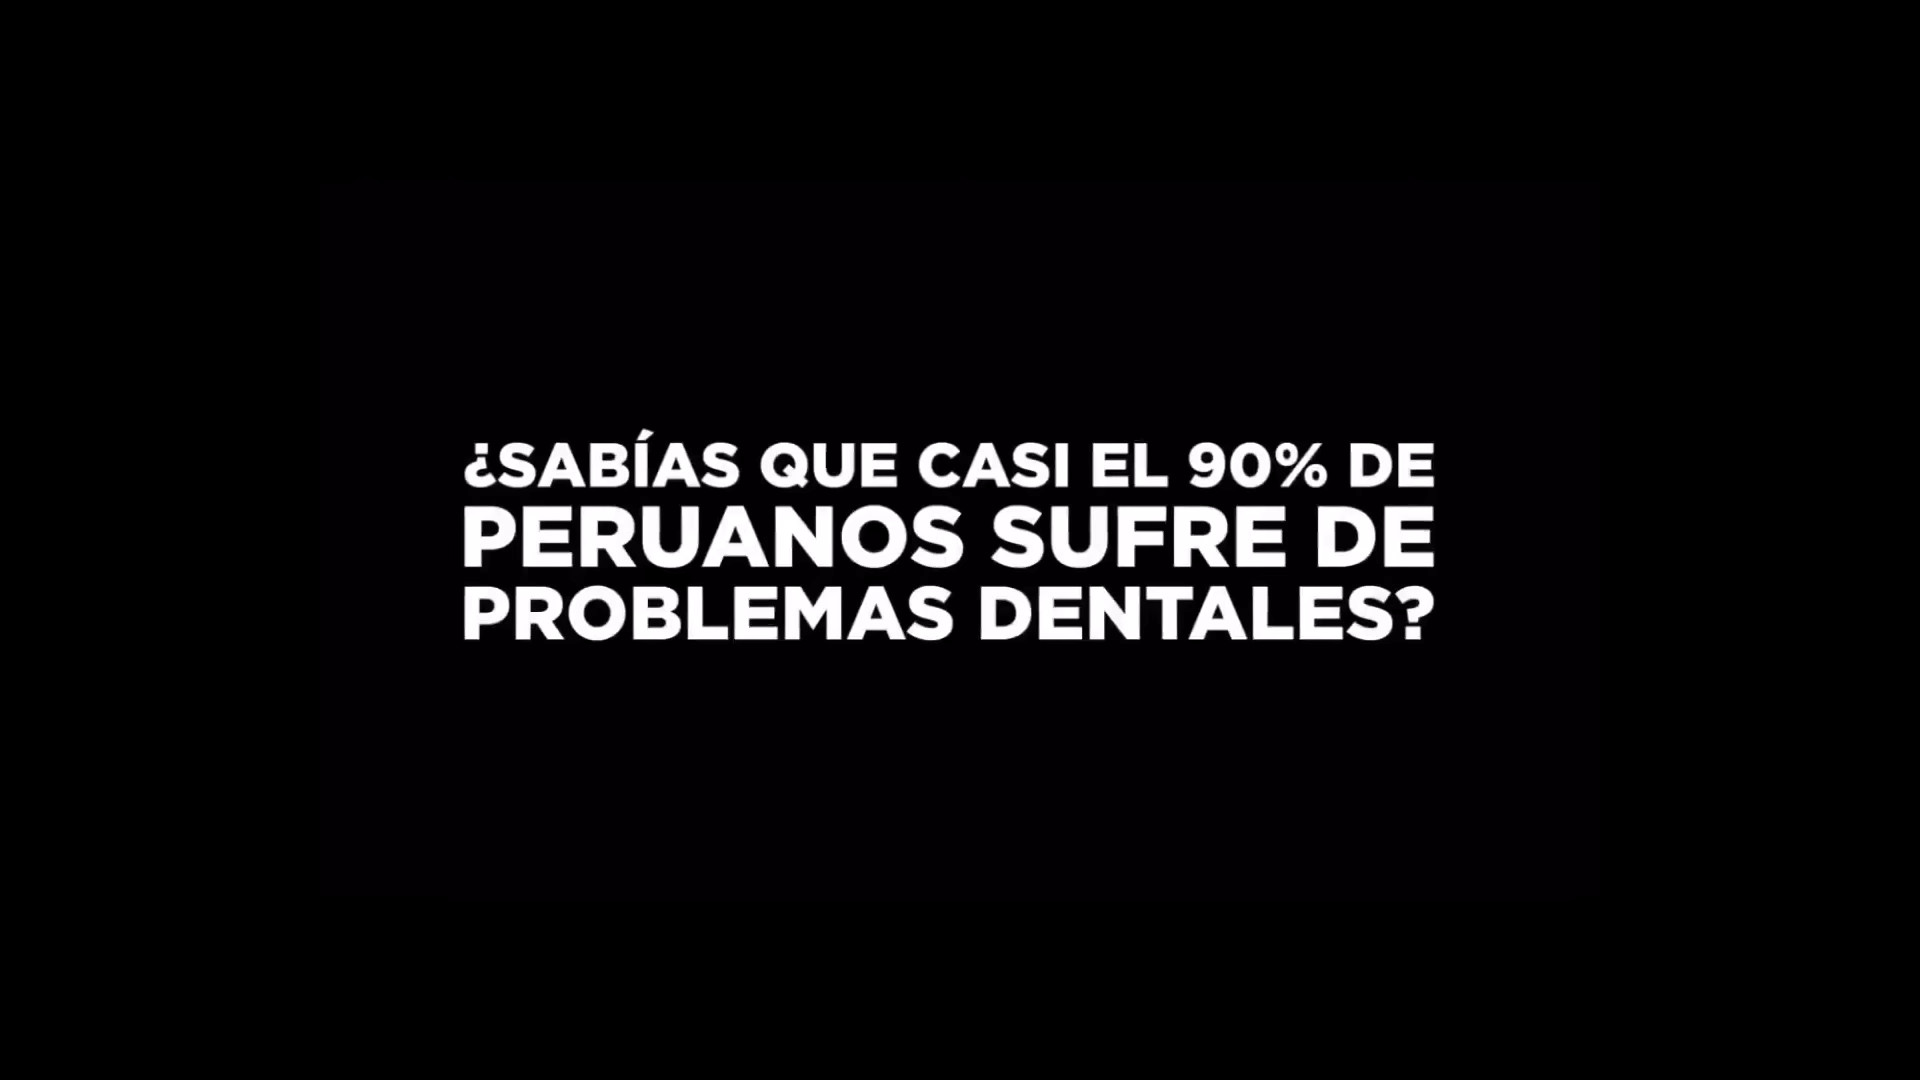 ¿SABÍAS QUE CASI EL 90% DE
PERUANOS SUFRE DE
PROBLEMAS DENTALES?